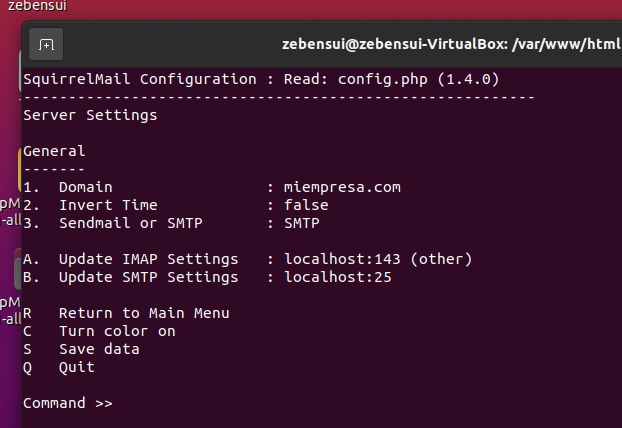 zebensui
zebensui@zebensui-VirtualBox: /var/www/html
SquirrelMail Configuration : Read: config.php (1.4.0)
---------------------------------------------------------
Server Settings
General
-------
1.  Domain                 : miempresa.com
2.  Invert Time            : false
3.  Sendmail or SMTP       : SMTP
A.  Update IMAP Settings   : localhost:143 (other)
B.  Update SMTP Settings   : localhost:25
R   Return to Main Menu
C   Turn color on
S   Save data
Q   Quit
Command >>
pM
-all
pM
-all